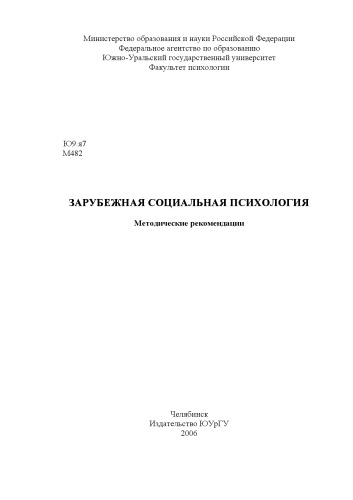 Министерство образования и науки Российской Федерации
Федеральное агентство по образованию
Южно-Уральский государственный университет
Факультет психологии
Ю9.я7
М482
ЗАРУБЕЖНАЯ СОЦИАЛЬНАЯ ПСИХОЛОГИЯ
Методические рекомендации
Челябинск
Издательство ЮУрГУ
2006